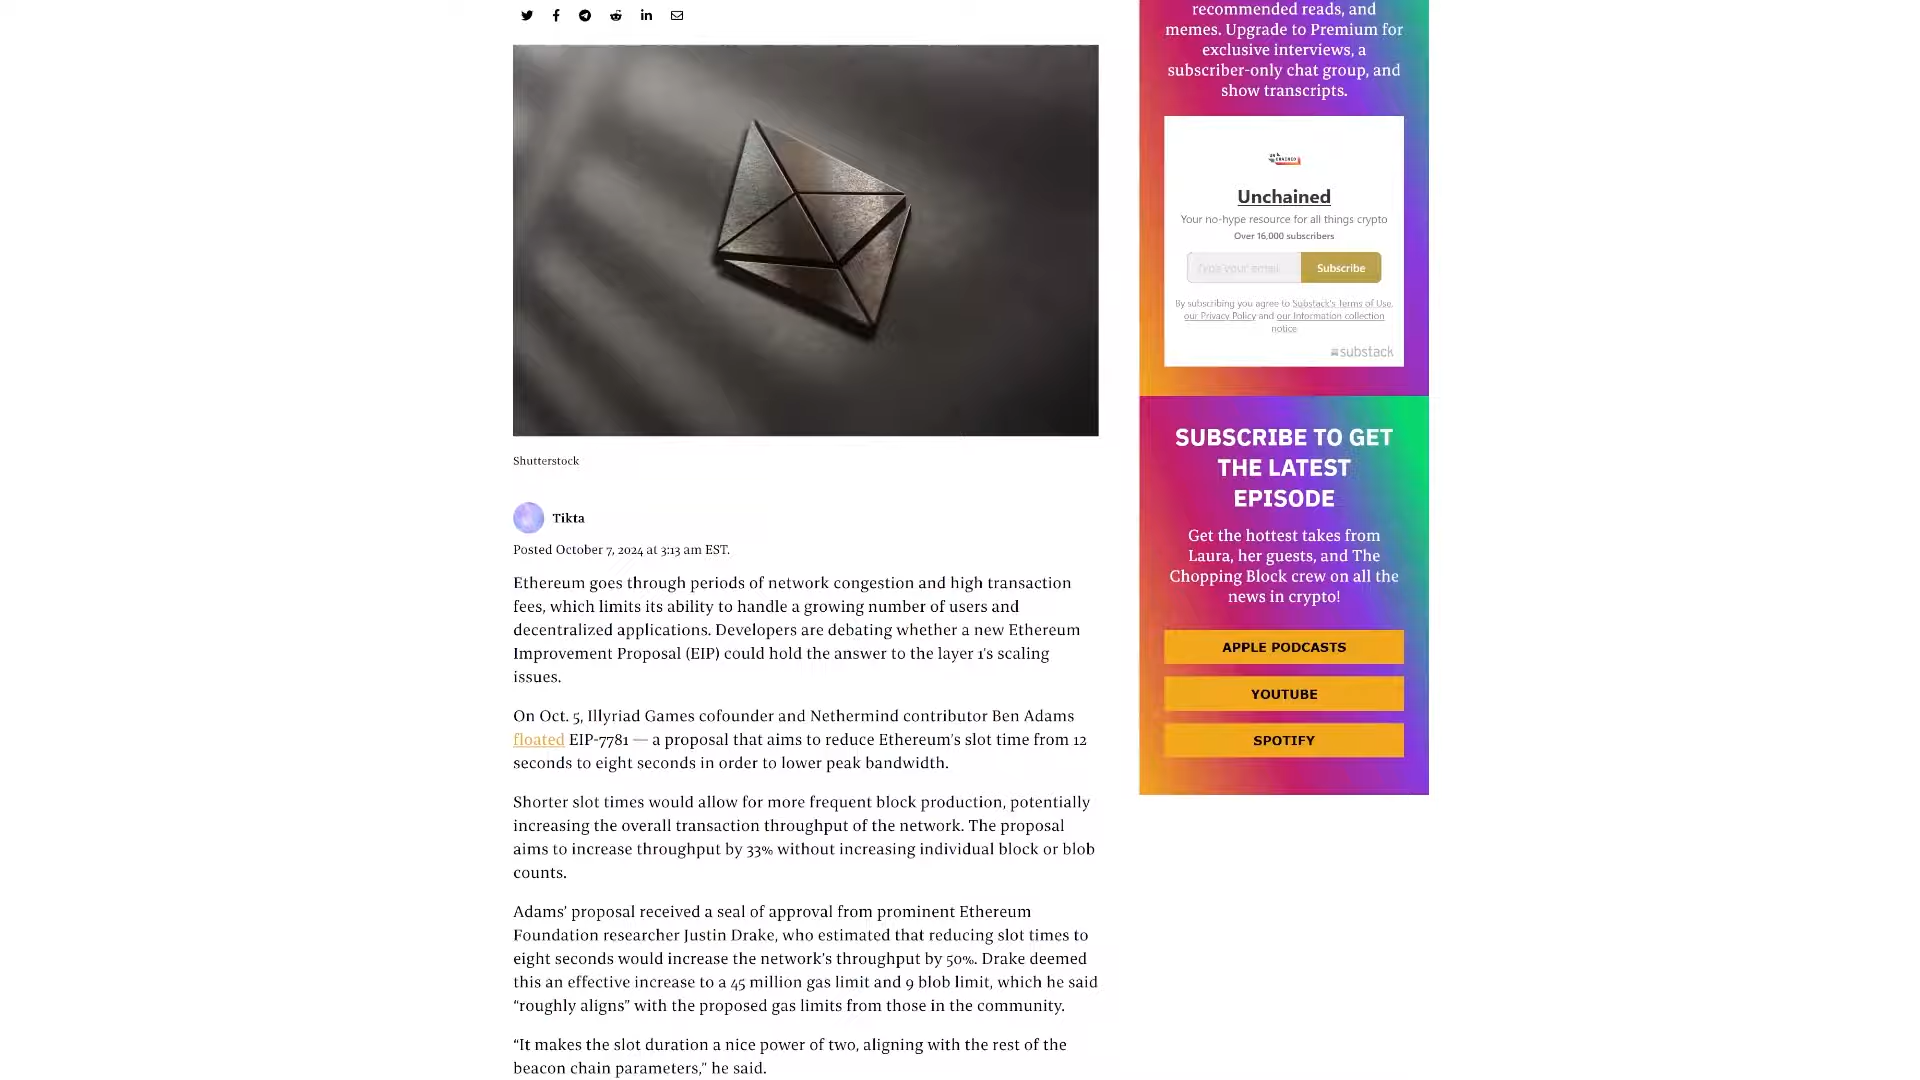 Shutterstock
Tikta
Posted October 7, 2024 at 3:13 am EST.
Ethereum goes through periods of network congestion and high transaction
fees, which limits its ability to handle a growing number of users and
decentralized applications. Developers are debating whether a new Ethereum
Improvement Proposal (EIP) could hold the answer to the layer 1's scaling
issues.
On Oct. 5, Illyriad Games cofounder and Nethermind contributor Ben Adams
floated EIP-7781 — a proposal that aims to reduce Ethereum's slot time from 12
seconds to eight seconds in order to lower peak bandwidth.
Shorter slot times would allow for more frequent block production, potentially
increasing the overall transaction throughput of the network. The proposal
aims to increase throughput by 33% without increasing individual block or blob
counts.
Adams' proposal received a seal of approval from prominent Ethereum
Foundation researcher Justin Drake, who estimated that reducing slot times to
eight seconds would increase the network's throughput by 50%. Drake deemed
this an effective increase to a 45 million gas limit and 9 blob limit, which he said
“roughly aligns” with the proposed gas limits from those in the community.
“It makes the slot duration a nice power of two, aligning with the rest of the
beacon chain parameters,” he said.
recommended reads, and
memes. Upgrade to Premium for
exclusive interviews, a
subscriber-only chat group, and
show transcripts.
UN
CHAINED
Unchained
Your no-hype resource for all things crypto
Over 16,000 subscribers
Type your email...
Subscribe
By subscribing you agree to Substack's Terms of Use,
our Privacy Policy and our Information collection
notice
substack
SUBSCRIBE TO GET
THE LATEST
EPISODE
Get the hottest takes from
Laura, her guests, and The
Chopping Block crew on all the
news in crypto!
APPLE PODCASTS
YOUTUBE
SPOTIFY